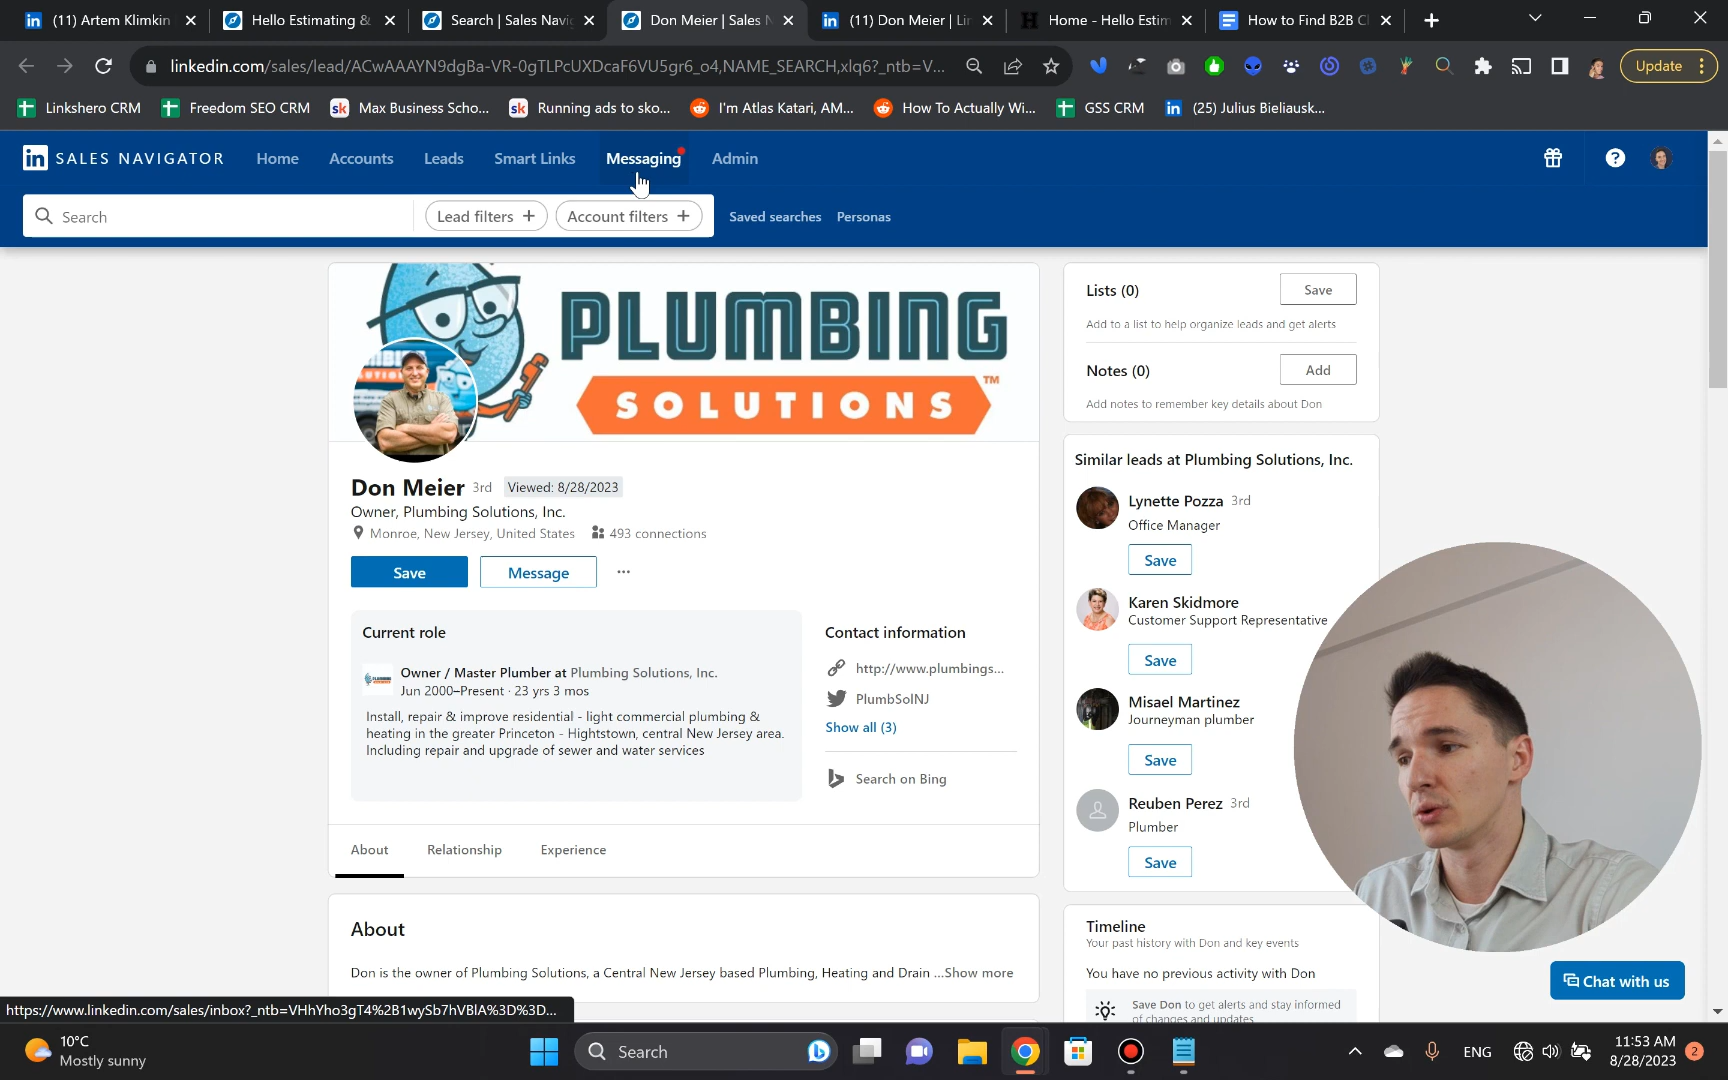 (11) Artem Klimkin
Hello Estimating &
Search | Sales Navig
Don Meier | Sales N
(11) Don Meier | Lin
Home - Hello Estim
How to Find B2B Cl
linkedin.com/sales/lead/ACwAAAYN9dgBa-VR-0gTLPcUXDcaF6VU5gr6_o4,NAME_SEARCH,xlq6?_ntb=V...
Update
Linkshero CRM
Freedom SEO CRM
Max Business Scho...
Running ads to sko...
I'm Atlas Katari, AM...
How To Actually Wi...
GSS CRM
(25) Julius Bieliausk...
in SALES NAVIGATOR
Home
Accounts
Leads
Smart Links
Messaging
Admin
Search
Lead filters +
Account filters +
Saved searches
Personas
PLUMBING
SOLUTIONS™
Don Meier 3rd Viewed: 8/28/2023
Owner, Plumbing Solutions, Inc.
Monroe, New Jersey, United States 493 connections
Save
Message
...
Current role
Owner / Master Plumber at Plumbing Solutions, Inc.
Jun 2000–Present · 23 yrs 3 mos
Install, repair & improve residential - light commercial plumbing &
heating in the greater Princeton - Hightstown, central New Jersey area.
Including repair and upgrade of sewer and water services
Contact information
http://www.plumbings...
PlumbSolNJ
Show all (3)
Search on Bing
About
Relationship
Experience
About
Don is the owner of Plumbing Solutions, a Central New Jersey based Plumbing, Heating and Drain ...Show more
Lists (0)
Save
Add to a list to help organize leads and get alerts
Notes (0)
Add
Add notes to remember key details about Don
Similar leads at Plumbing Solutions, Inc.
Lynette Pozza 3rd
Office Manager
Save
Karen Skidmore
Customer Support Representative
Save
Misael Martinez
Journeyman plumber
Save
Reuben Perez 3rd
Plumber
Save
Timeline
Your past history with Don and key events
You have no previous activity with Don
Save Don to get alerts and stay informed
of changes and updates
Chat with us
https://www.linkedin.com/sales/inbox?_ntb=VHhYho3gT4%2B1wySb7hVBlA%3D%3D...
10°C
Mostly sunny
Search
ENG
11:53 AM
8/28/2023
2